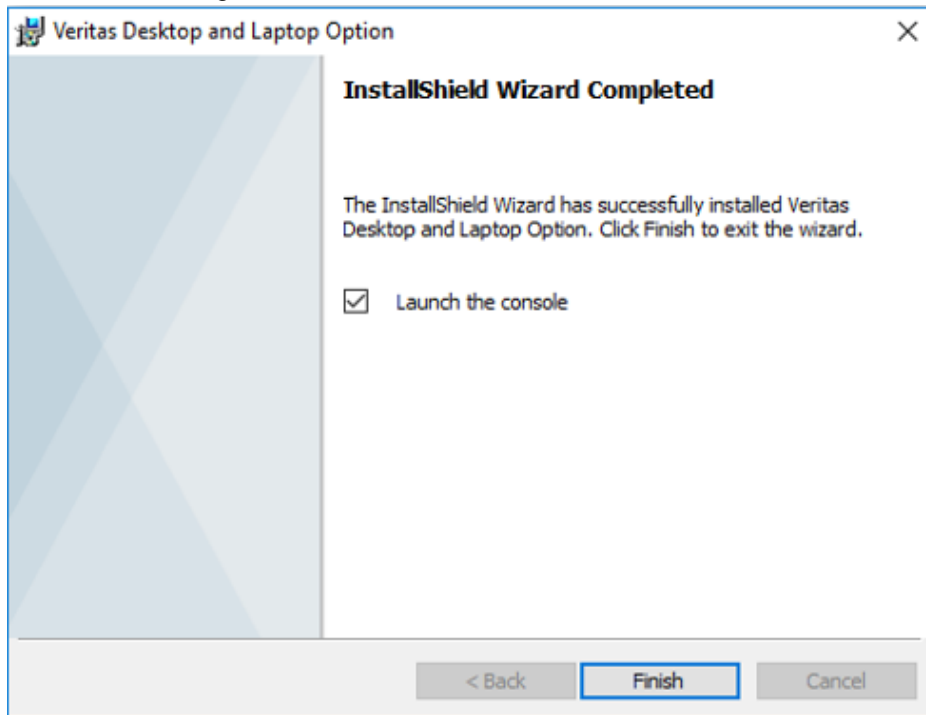 Veritas Desktop and Laptop Option
InstallShield Wizard Completed
The InstallShield Wizard has successfully installed Veritas
Desktop and Laptop Option. Click Finish to exit the wizard.
Launch the console
< Back
Finish
Cancel